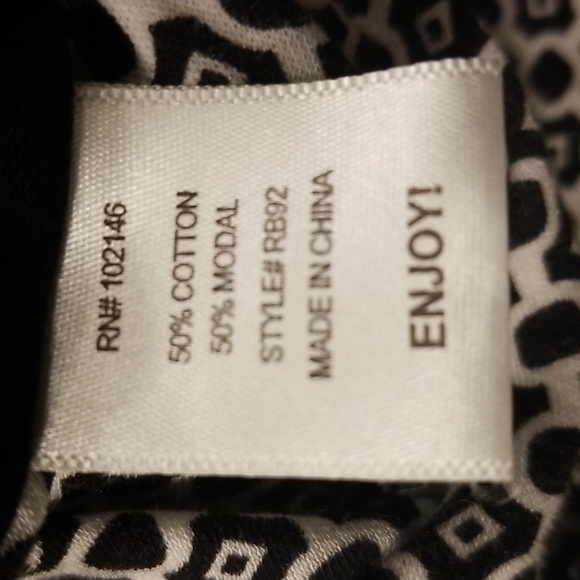 RN# 102146
50% COTTON
50% MODAL
STYLE# RB92
MADE IN CHINA
ENJOY!